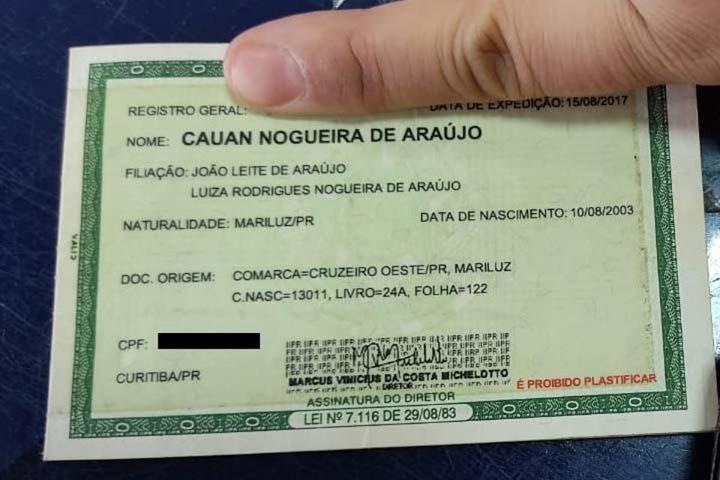 REGISTRO GERAL: DATA DE EXPEDIÇÃO: 15/08/2017
NOME: CAUAN NOGUEIRA DE ARAÚJO
FILIAÇÃO: JOÃO LEITE DE ARAÚJO
LUIZA RODRIGUES NOGUEIRA DE ARAÚJO
NATURALIDADE: MARILUZ/PR DATA DE NASCIMENTO: 10/08/2003
DOC. ORIGEM: COMARCA=CRUZEIRO OESTE/PR, MARILUZ
C.NASC=13011, LIVRO=24A, FOLHA=122
CPF:
CURITIBA/PR
MARCUS VINICIUS DA COSTA MICHELOTTO
DIRETOR
É PROIBIDO PLASTIFICAR
ASSINATURA DO DIRETOR
LEI Nº 7.116 DE 29/08/83